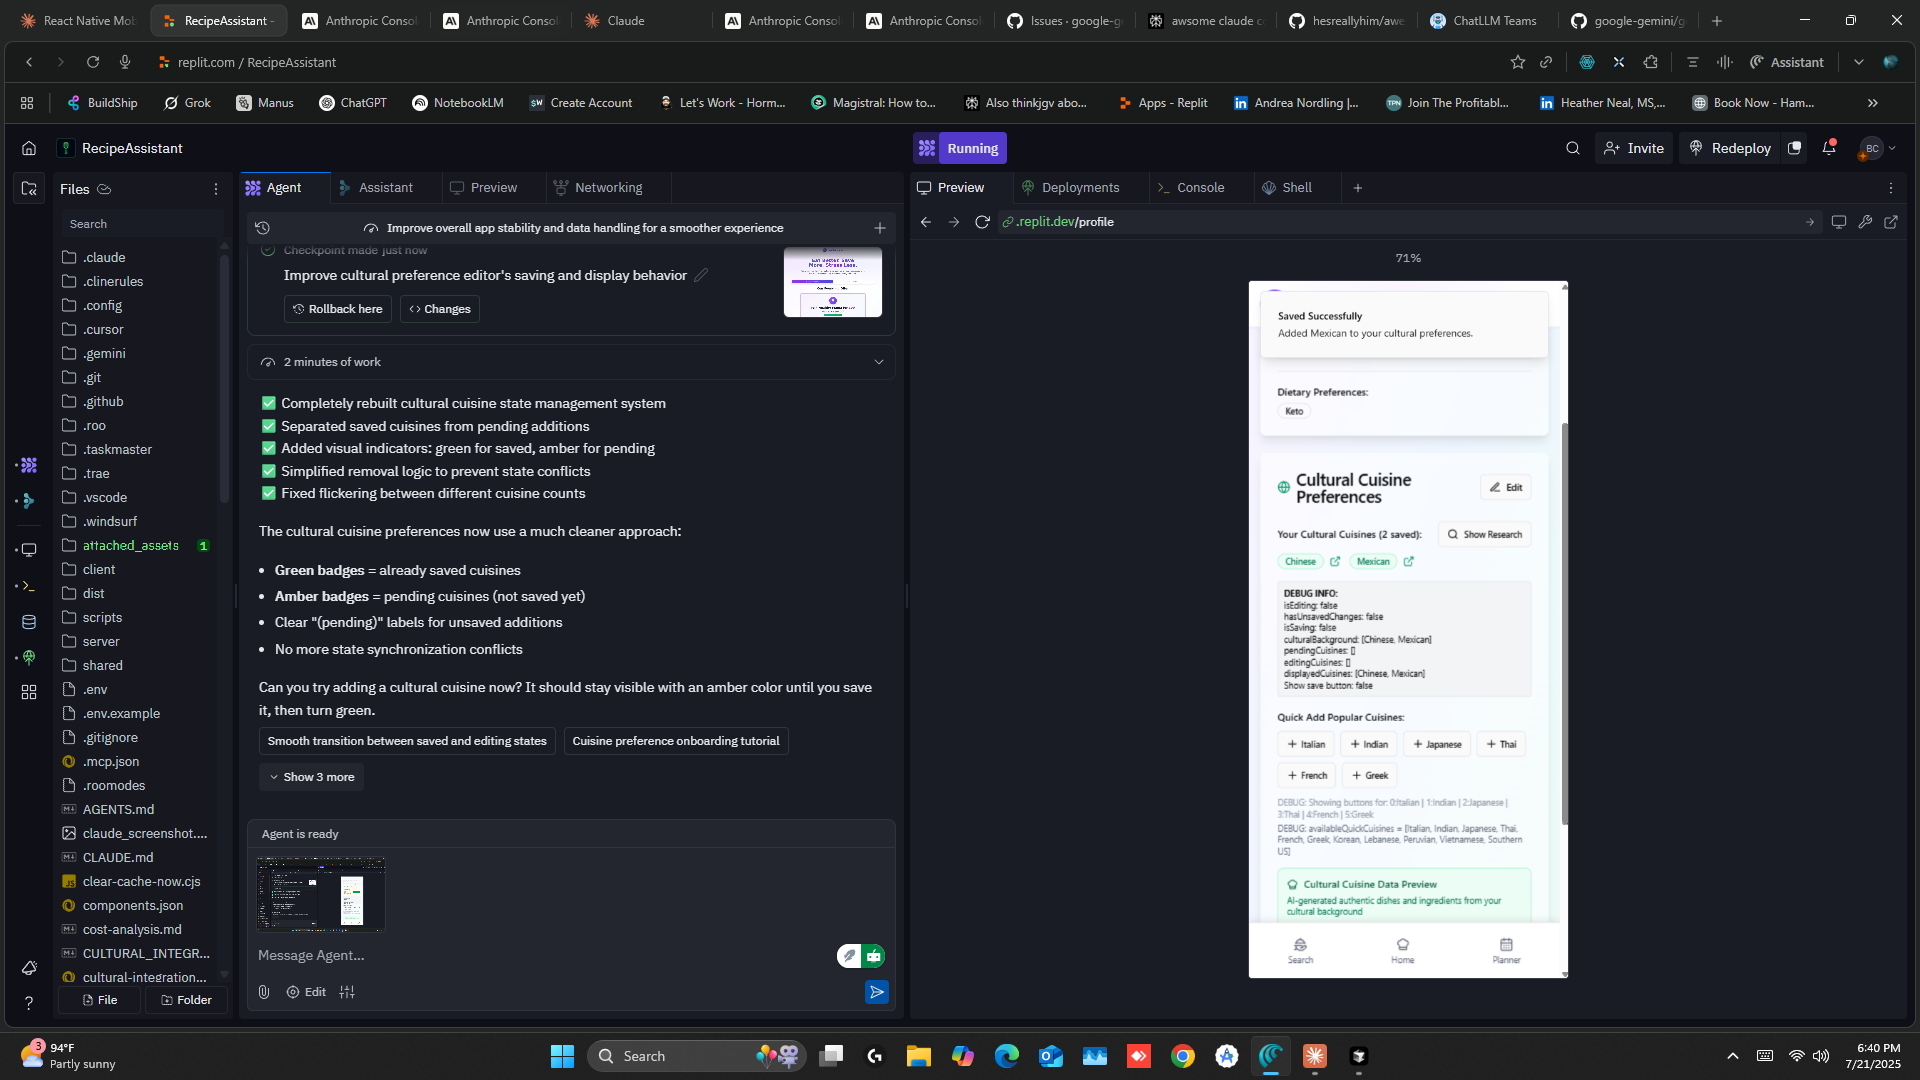 React Native Mob
RecipeAssistant -
Anthropic Consol
Anthropic Consol
Claude
Anthropic Consol
Anthropic Consol
Issues · google-ge
awsome claude co
hesreallyhim/awe
ChatLLM Teams
google-gemini/g
replit.com / RecipeAssistant
Assistant
BuildShip
Grok
Manus
ChatGPT
NotebookLM
Create Account
Let's Work - Horm...
Magistral: How to...
Also thinkjgv abo...
Apps - Replit
Andrea Nordling |...
Join The Profitabl...
Heather Neal, MS,...
Book Now - Ham...
RecipeAssistant
Running
Invite
Redeploy
BC
Files
Agent
Assistant
Preview
Networking
Preview
Deployments
Console
Shell
Search
Improve overall app stability and data handling for a smoother experience
.replit.dev/profile
71%
.claude
.clinerules
.config
.cursor
.gemini
.git
.github
.roo
.taskmaster
.trae
.vscode
.windsurf
attached_assets 1
client
dist
scripts
server
shared
.env
.env.example
.gitignore
.mcp.json
.roomodes
AGENTS.md
claude_screenshot....
CLAUDE.md
clear-cache-now.cjs
components.json
cost-analysis.md
CULTURAL_INTEGR...
cultural-integration...
File
Folder
Checkpoint made just now
Improve cultural preference editor's saving and display behavior
Rollback here
Changes
2 minutes of work
✅ Completely rebuilt cultural cuisine state management system
✅ Separated saved cuisines from pending additions
✅ Added visual indicators: green for saved, amber for pending
✅ Simplified removal logic to prevent state conflicts
✅ Fixed flickering between different cuisine counts
The cultural cuisine preferences now use a much cleaner approach:
• Green badges = already saved cuisines
• Amber badges = pending cuisines (not saved yet)
• Clear "(pending)" labels for unsaved additions
• No more state synchronization conflicts
Can you try adding a cultural cuisine now? It should stay visible with an amber color until you save
it, then turn green.
Smooth transition between saved and editing states
Cuisine preference onboarding tutorial
Show 3 more
Agent is ready
Message Agent...
Edit
Saved Successfully
Added Mexican to your cultural preferences.
Dietary Preferences:
Keto
Cultural Cuisine
Preferences
Edit
Your Cultural Cuisines (2 saved):
Show Research
Chinese
Mexican
DEBUG INFO:
isEditing: false
hasUnsavedChanges: false
isSaving: false
culturalBackground: [Chinese, Mexican]
pendingCuisines: []
editingCuisines: []
displayedCuisines: [Chinese, Mexican]
Show save button: false
Quick Add Popular Cuisines:
+ Italian
+ Indian
+ Japanese
+ Thai
+ French
+ Greek
DEBUG: Showing buttons for: 0:Italian | 1:Indian | 2:Japanese |
3:Thai | 4:French | 5:Greek
DEBUG: availableQuickCuisines = [Italian, Indian, Japanese, Thai,
French, Greek, Korean, Lebanese, Peruvian, Vietnamese, Southern
US]
Cultural Cuisine Data Preview
AI-generated authentic dishes and ingredients from your
cultural background
Search
Home
Planner
3
94°F
Partly sunny
Search
6:40 PM
7/21/2025